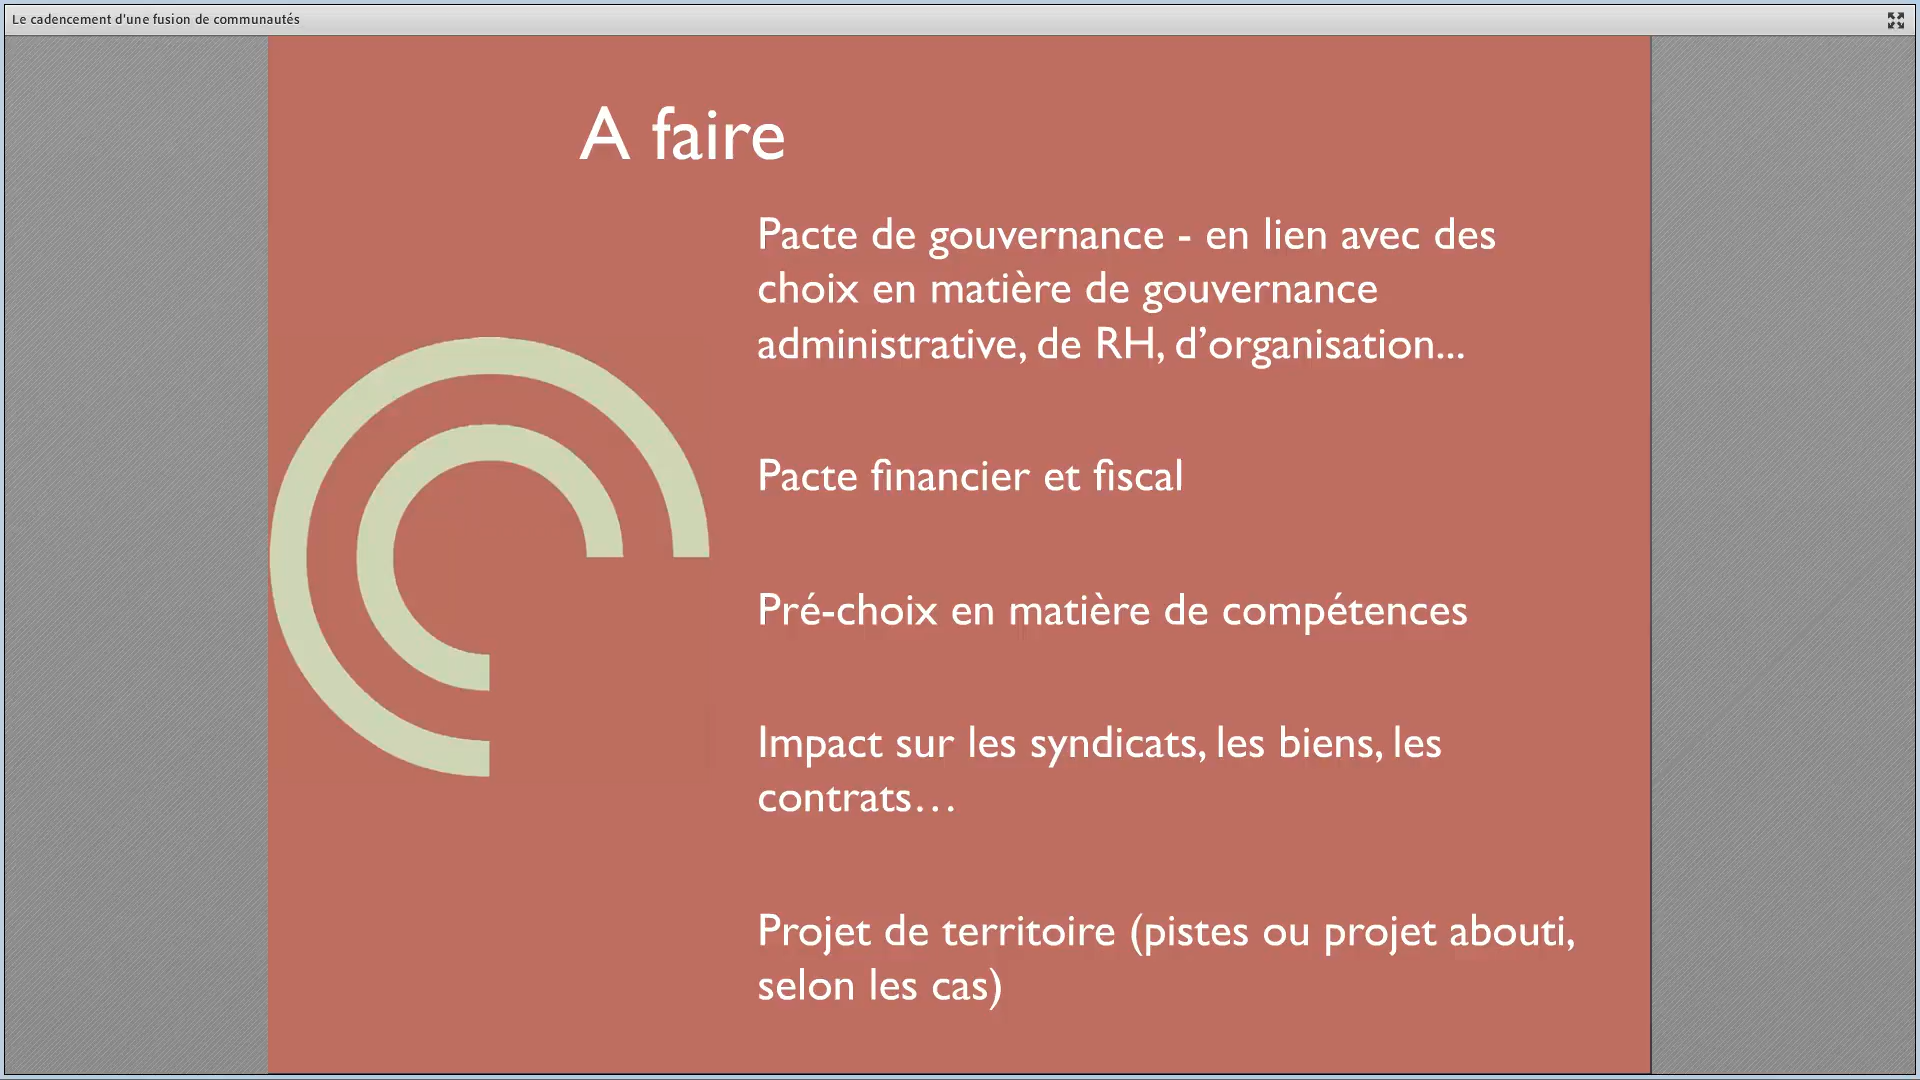 Le cadencement d'une fusion de communautés
A faire
Pacte de gouvernance - en lien avec des
choix en matière de gouvernance
administrative, de RH, d’organisation...
Pacte financier et fiscal
Pré-choix en matière de compétences
Impact sur les syndicats, les biens, les
contrats…
Projet de territoire (pistes ou projet abouti,
selon les cas)